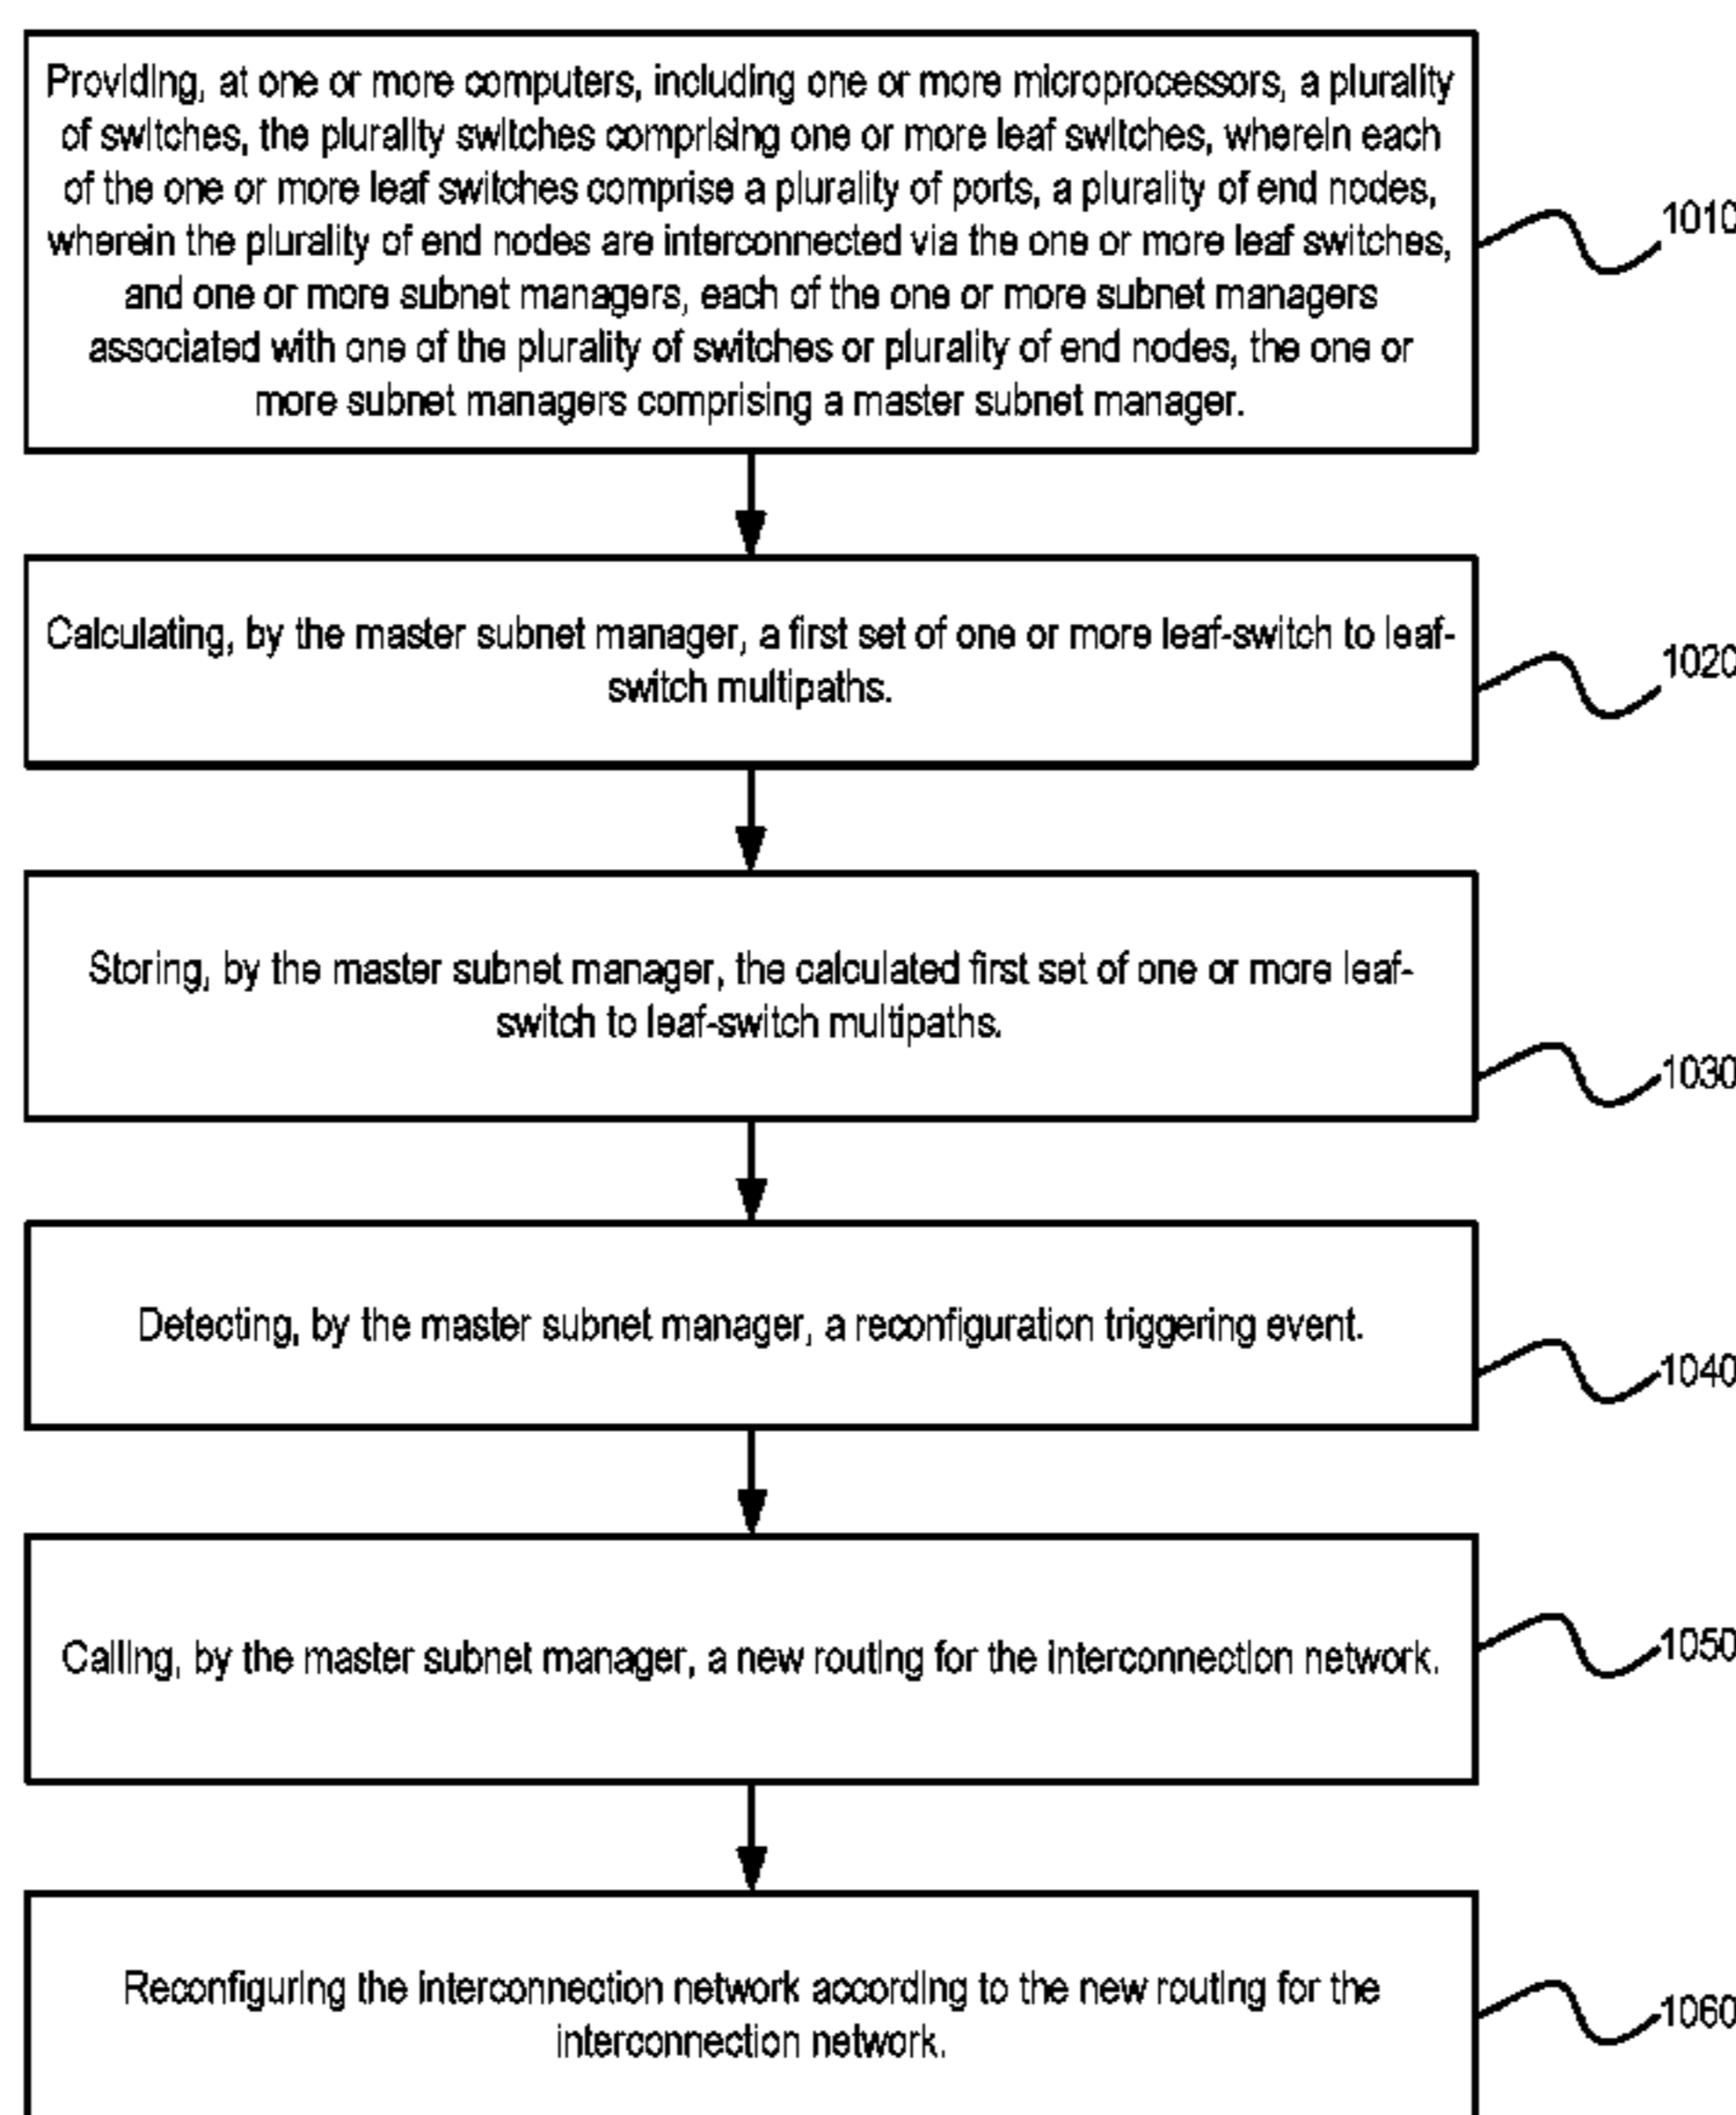 Providing, at one or more computers, including one or more microprocessors, a plurality
of switches, the plurality switches comprising one or more leaf switches, wherein each
of the one or more leaf switches comprise a plurality of ports, a plurality of end nodes,
wherein the plurality of end nodes are interconnected via the one or more leaf switches,
and one or more subnet managers, each of the one or more subnet managers
associated with one of the plurality of switches or plurality of end nodes, the one or
more subnet managers comprising a master subnet manager.
1010
Calculating, by the master subnet manager, a first set of one or more leaf-switch to leaf-
switch multipaths.
1020
Storing, by the master subnet manager, the calculated first set of one or more leaf-
switch to leaf-switch multipaths.
1030
Detecting, by the master subnet manager, a reconfiguration triggering event.
1040
Calling, by the master subnet manager, a new routing for the interconnection network.
1050
Reconfiguring the interconnection network according to the new routing for the
interconnection network.
1060